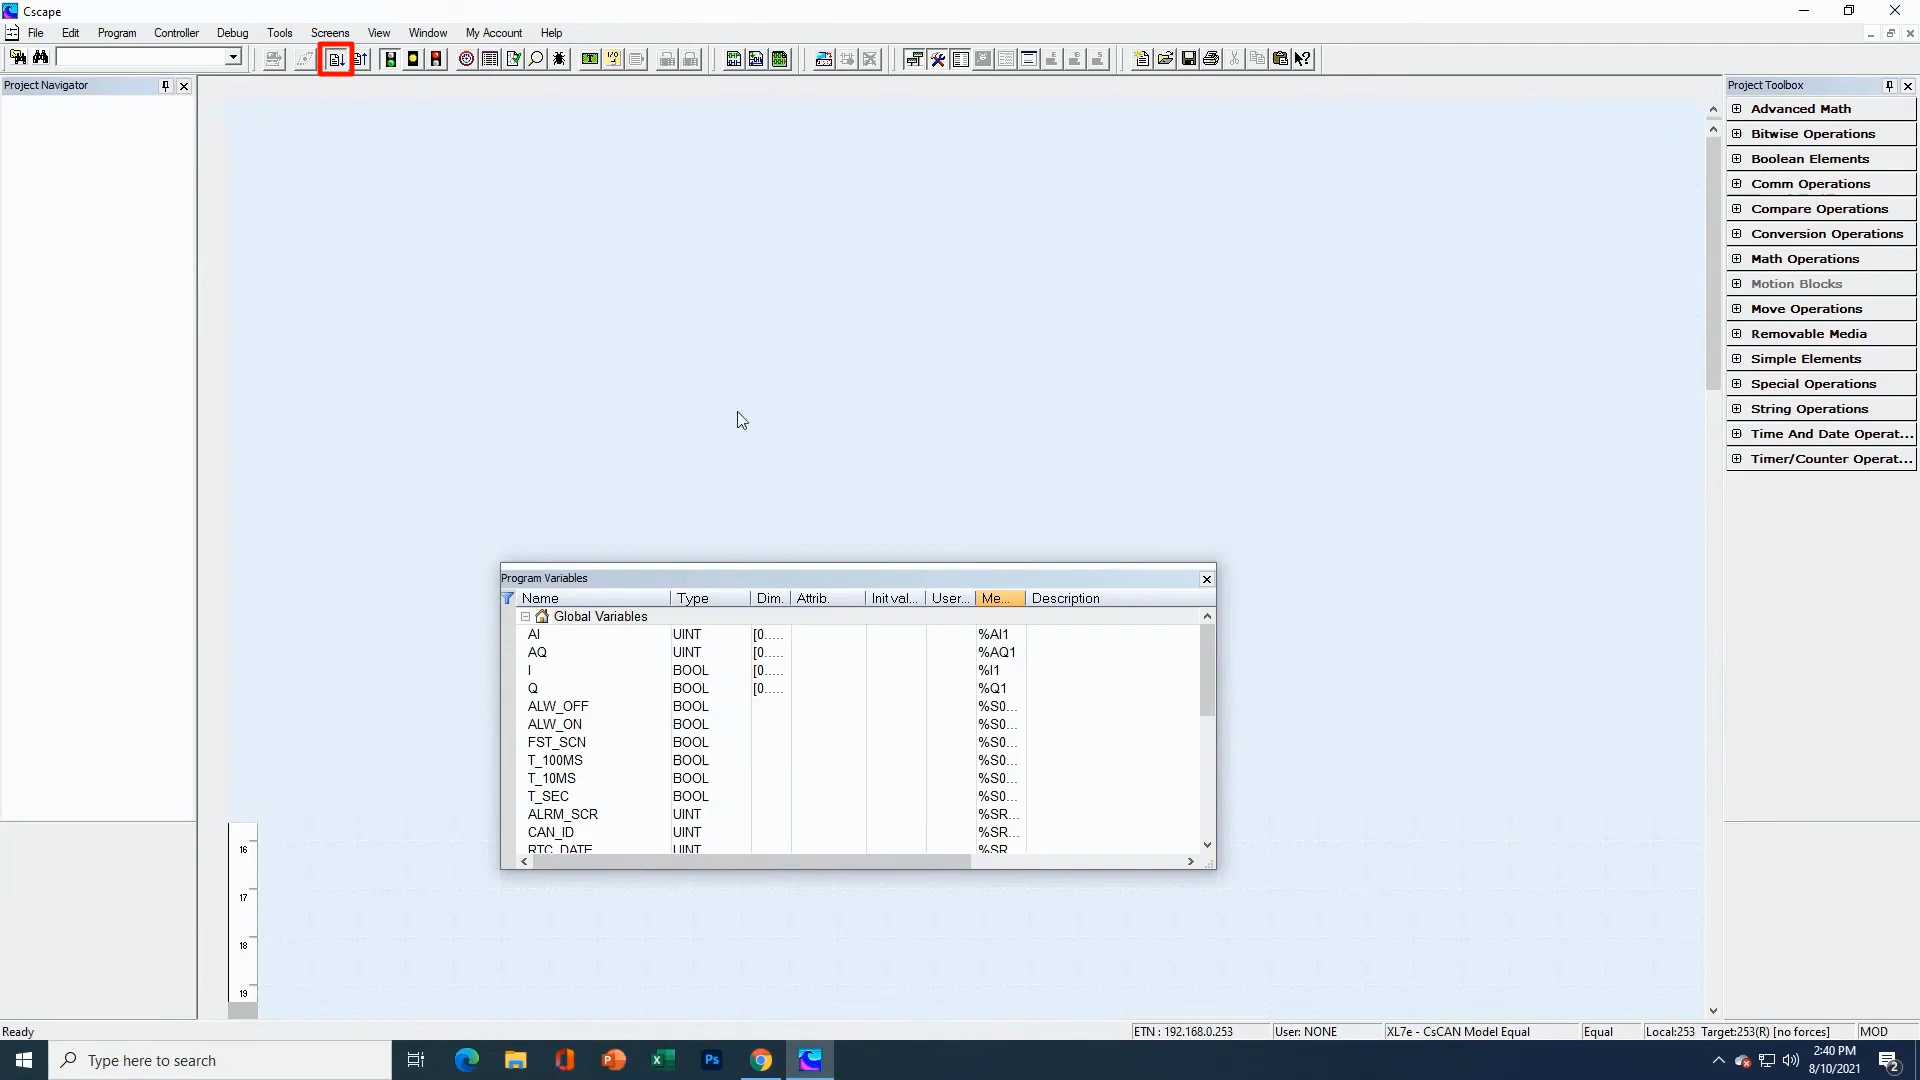 Cscape
File Edit Program Controller Debug Tools Screens View Window My Account Help
Project Navigator
Project Toolbox
Advanced Math
Bitwise Operations
Boolean Elements
Comm Operations
Compare Operations
Conversion Operations
Math Operations
Motion Blocks
Move Operations
Removable Media
Simple Elements
Special Operations
String Operations
Time And Date Operat...
Timer/Counter Operat...
Program Variables
Name Type Dim. Attrib. Init val... User... Me... Description
Global Variables
AI UINT [0..... %AI1
AQ UINT [0..... %AQ1
I BOOL [0..... %I1
Q BOOL [0..... %Q1
ALW_OFF BOOL %S0...
ALW_ON BOOL %S0...
FST_SCN BOOL %S0...
T_100MS BOOL %S0...
T_10MS BOOL %S0...
T_SEC BOOL %S0...
ALRM_SCR UINT %SR...
CAN_ID UINT %SR...
RTC_DATE UINT %SR
16
17
18
19
Ready
ETN : 192.168.0.253 User: NONE XL7e - CsCAN Model Equal Equal Local:253 Target:253(R) [no forces] MOD
Type here to search
2:40 PM
8/10/2021
2